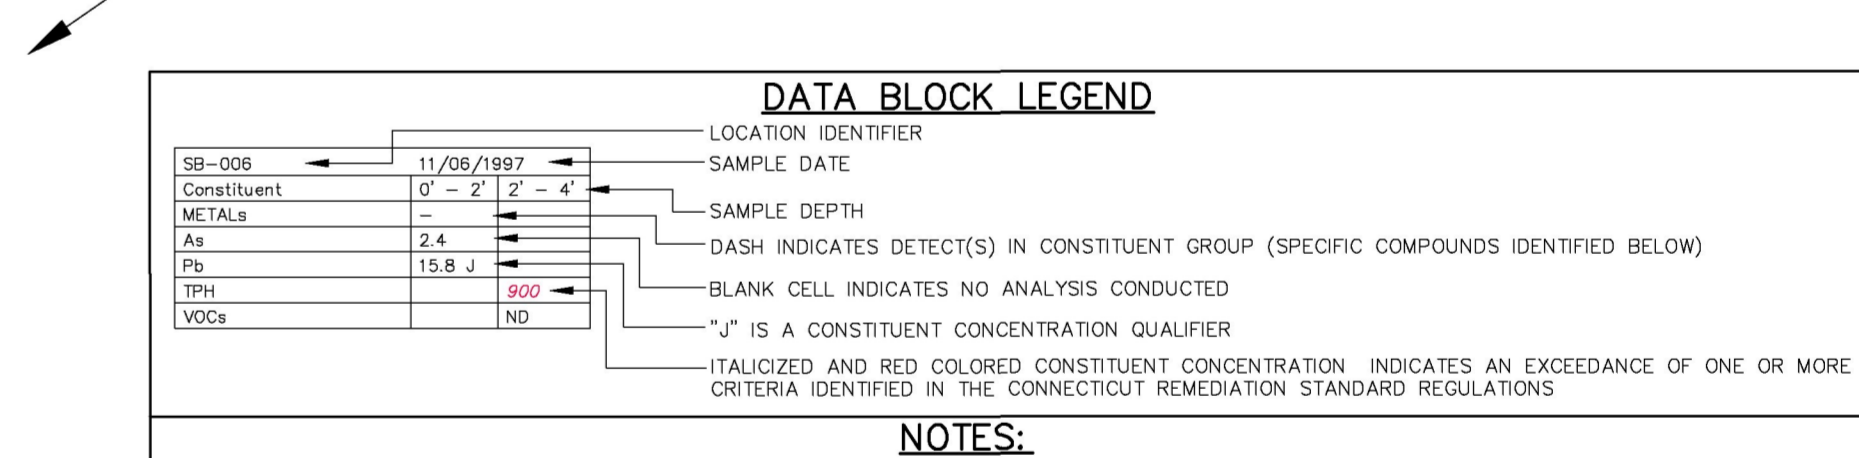 DATA BLOCK LEGEND
LOCATION IDENTIFIER
SB-006 11/06/1997 SAMPLE DATE
Constituent 0' - 2' 2' - 4'
SAMPLE DEPTH
METALs -
DASH INDICATES DETECT(S) IN CONSTITUENT GROUP (SPECIFIC COMPOUNDS IDENTIFIED BELOW)
As 2.4
Pb 15.8 J
TPH 900
BLANK CELL INDICATES NO ANALYSIS CONDUCTED
VOCs ND
"J" IS A CONSTITUENT CONCENTRATION QUALIFIER
ITALICIZED AND RED COLORED CONSTITUENT CONCENTRATION INDICATES AN EXCEEDANCE OF ONE OR MORE
CRITERIA IDENTIFIED IN THE CONNECTICUT REMEDIATION STANDARD REGULATIONS
NOTES: